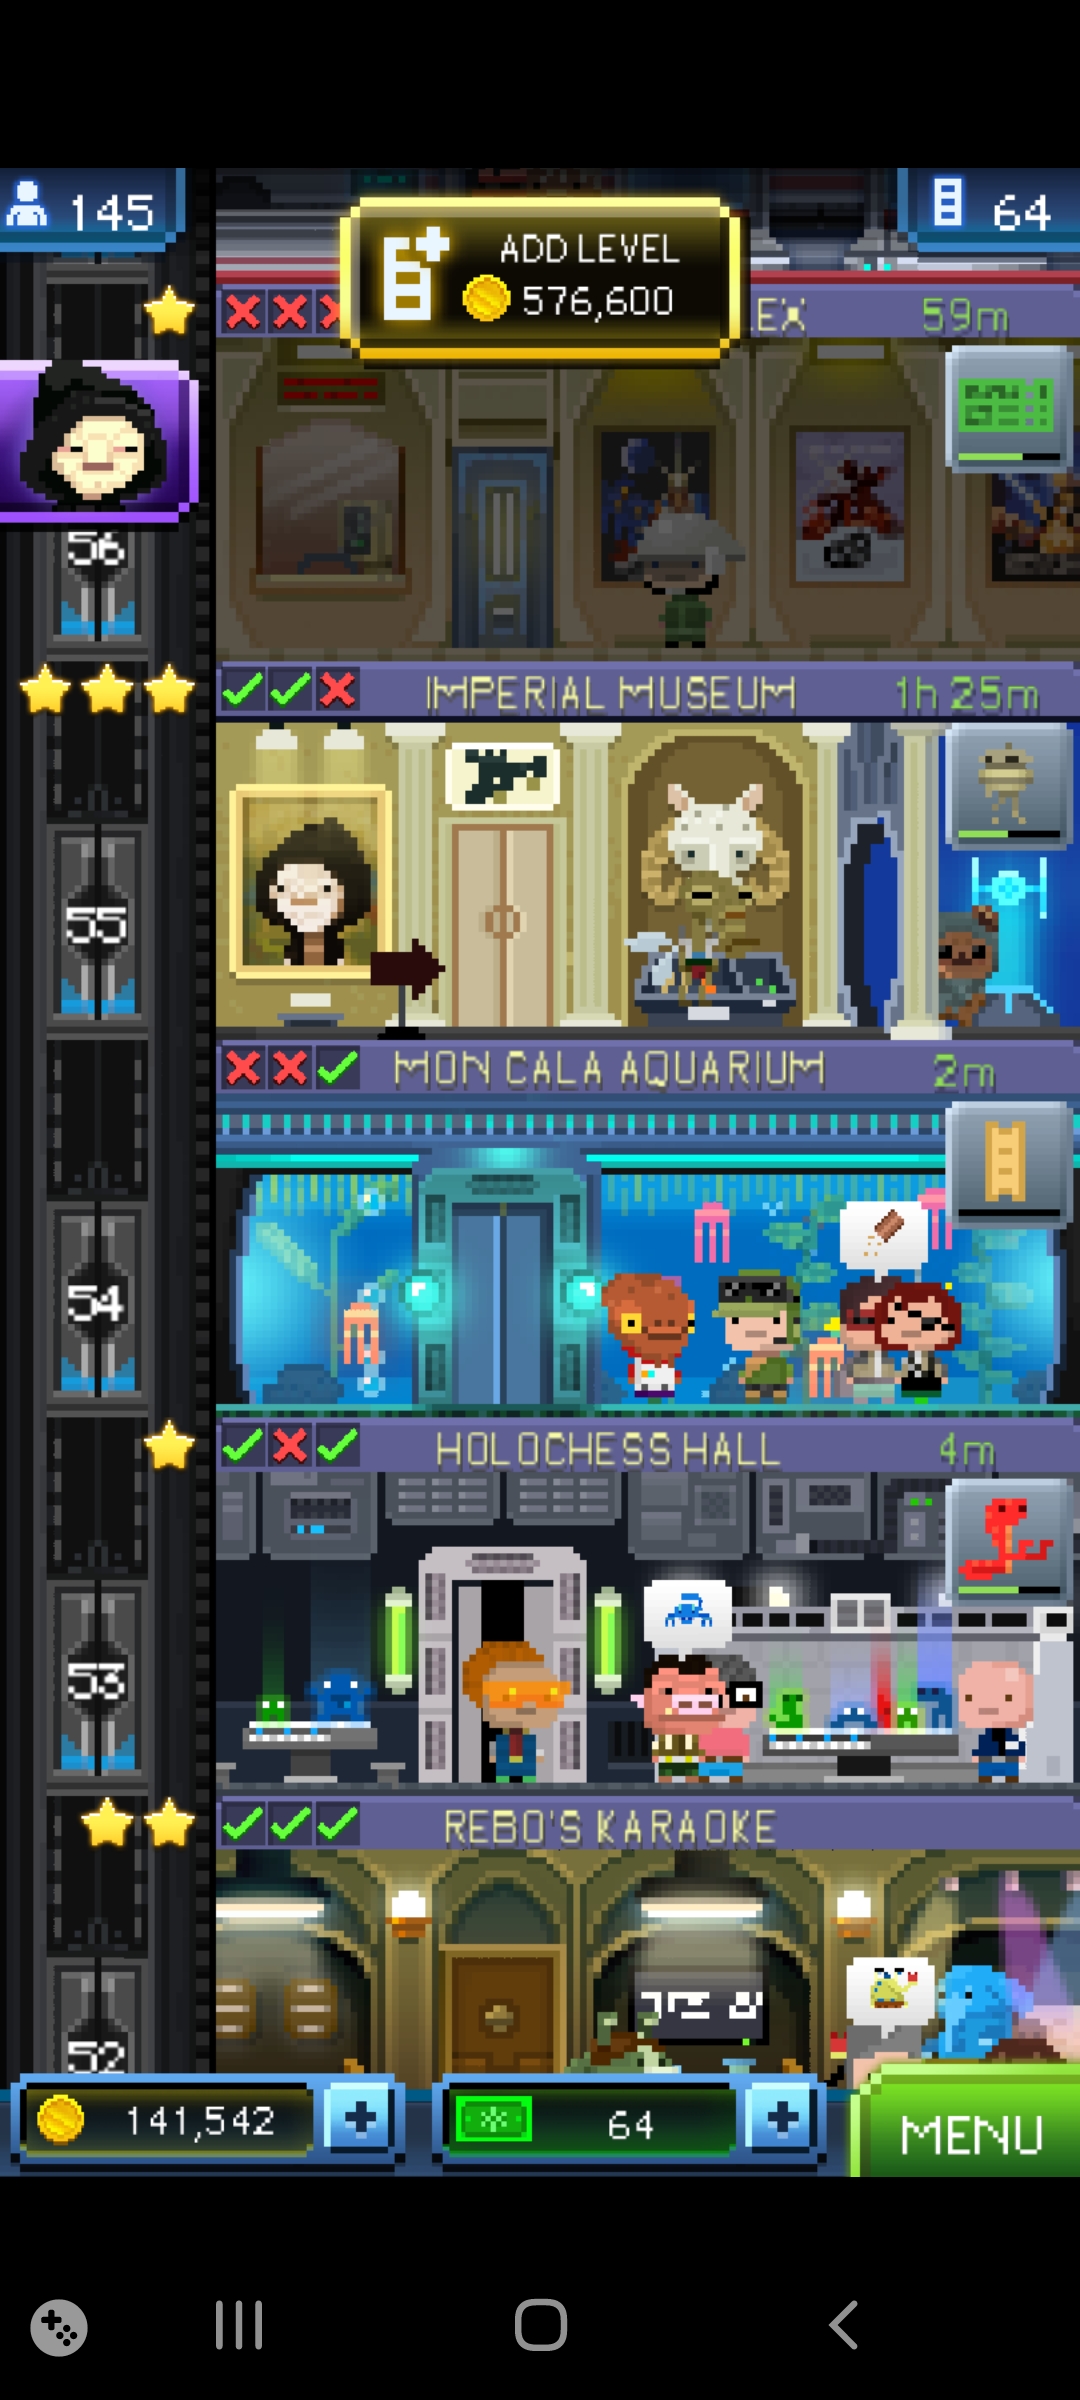 145
64
ADD LEVEL
576,600
EX 59m
56
IMPERIAL MUSEUM 1h 25m
55
MON CALA AQUARIUM 2m
54
HOLOCHESS HALL 4m
53
REBO'S KARAOKE
52
141,542
64
MENU